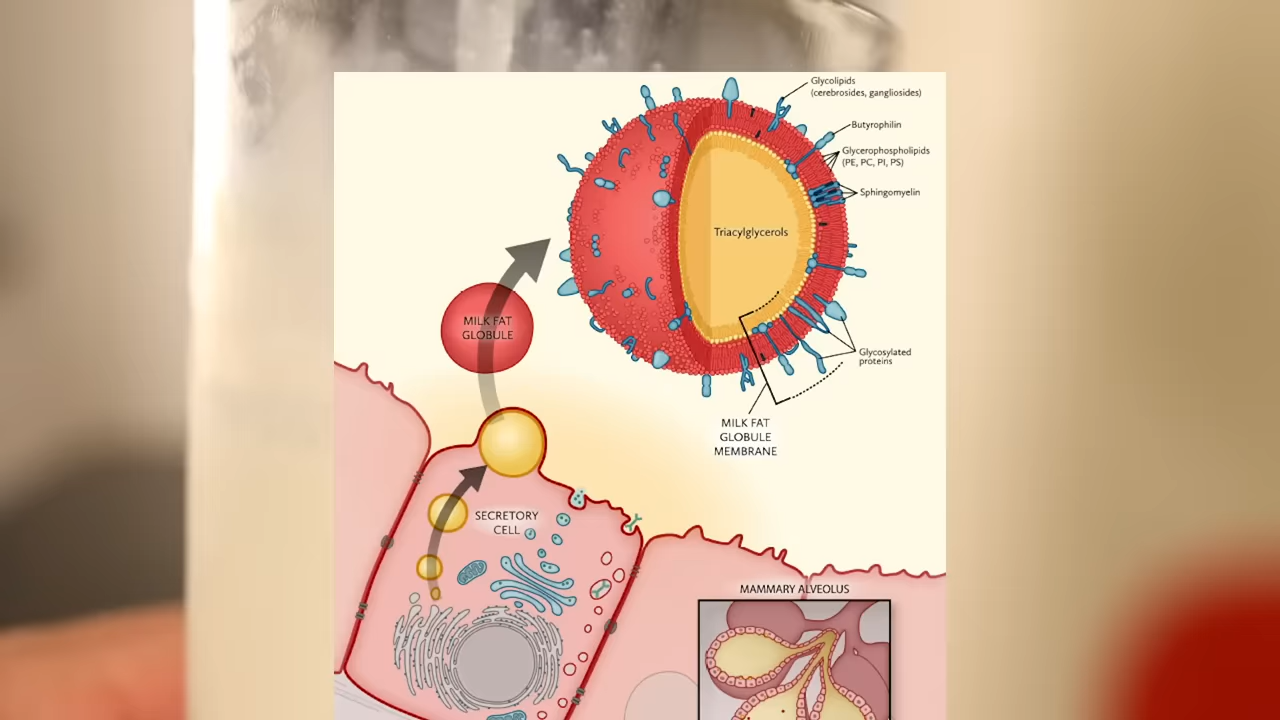 Glycolipids
(cerebrosides, gangliosides)
Butyrophilin
Glycerophospholipids
(PE, PC, PI, PS)
Sphingomyelin
Triacylglycerols
MILK FAT
GLOBULE
Glycosylated
proteins
MILK FAT
GLOBULE
MEMBRANE
SECRETORY
CELL
MAMMARY ALVEOLUS